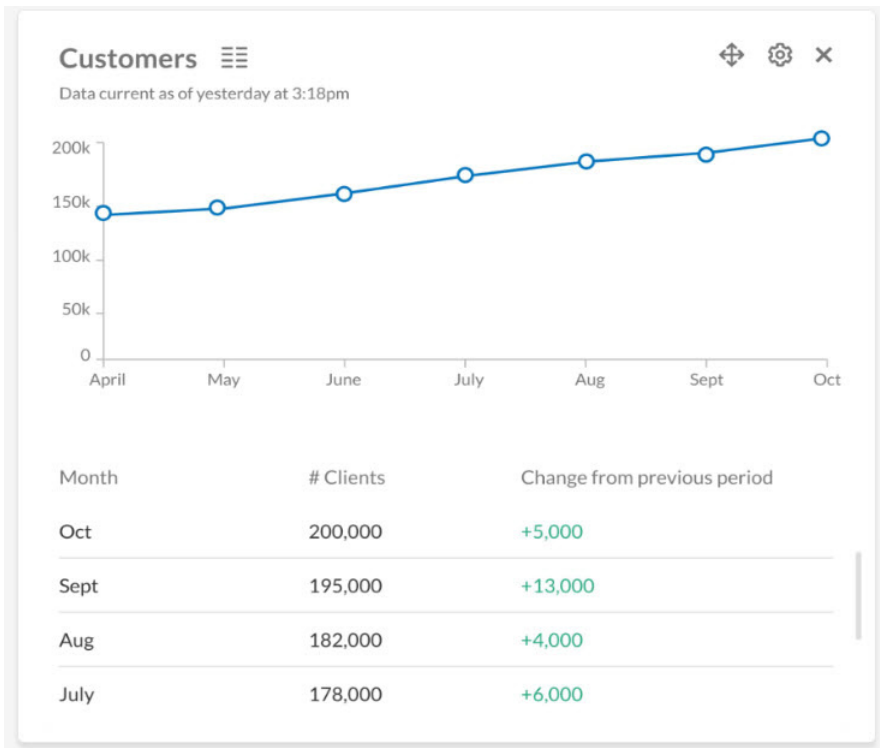 Customers
Data current as of yesterday at 3:18pm
200k
150k
100k
50k
0
April May June July Aug Sept Oct
Month # Clients Change from previous period
Oct 200,000 +5,000
Sept 195,000 +13,000
Aug 182,000 +4,000
July 178,000 +6,000